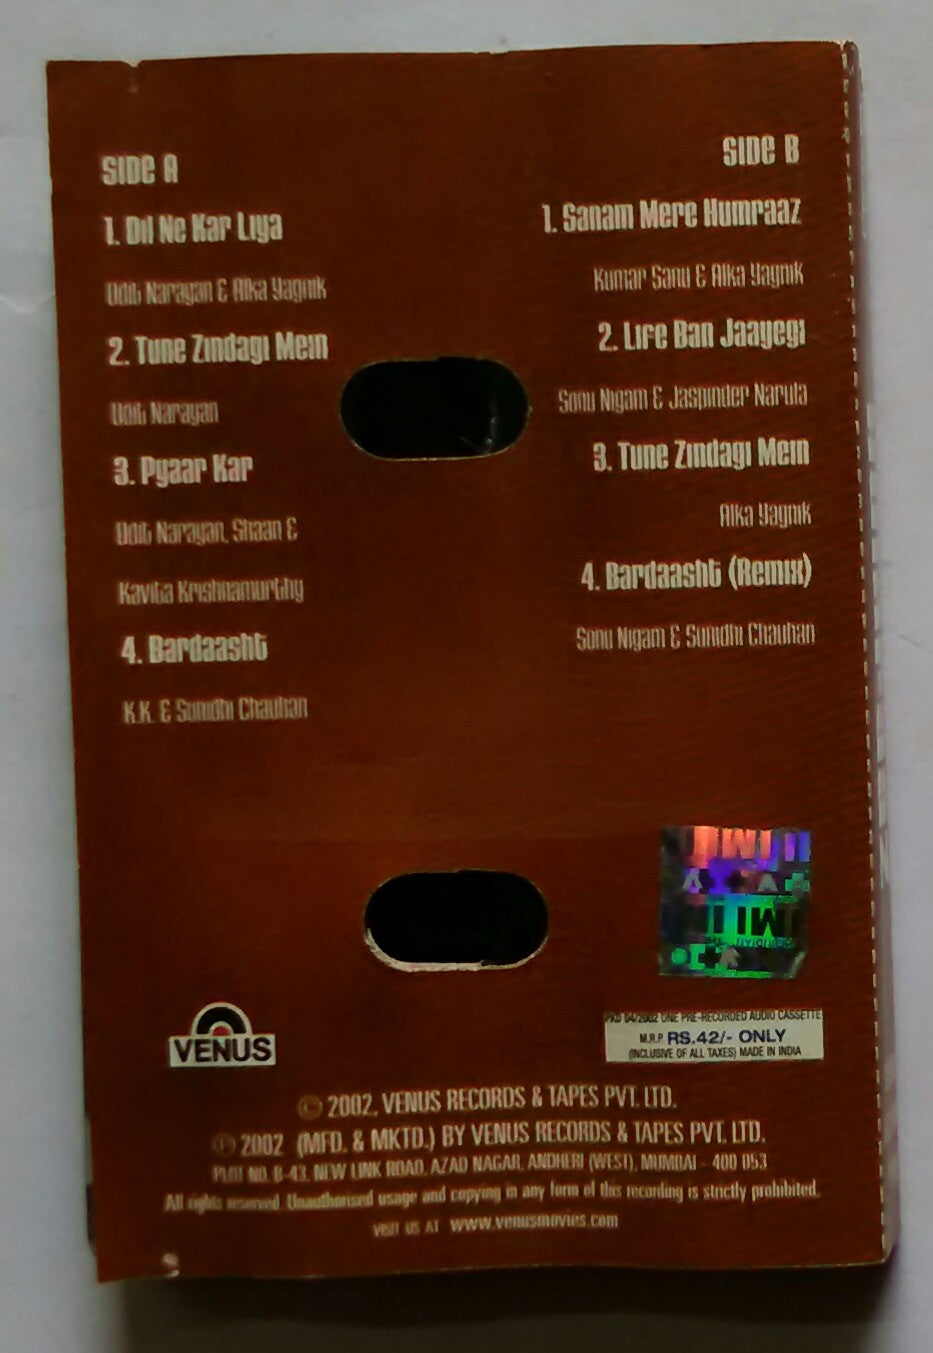 SIDE A
1. Dil Ne Kar Liya
Udit Narayan & Alka Yagnik
2. Tune Zindagi Mein
Udit Narayan
3. Pyaar Kar
Udit Narayan, Shaan &
Kavita Krishnamurthy
4. Bardaasht
K.K. & Sunidhi Chauhan
SIDE B
1. Sanam Mere Humraaz
Kumar Sanu & Alka Yagnik
2. Life Ban Jaayegi
Sonu Nigam & Jaspinder Narula
3. Tune Zindagi Mein
Alka Yagnik
4. Bardaasht (Remix)
Sonu Nigam & Sunidhi Chauhan
VENUS
PKD 04/2002 ONE PRE-RECORDED AUDIO CASSETTE
M.R.P RS.42/- ONLY
(INCLUSIVE OF ALL TAXES) MADE IN INDIA
© 2002, VENUS RECORDS & TAPES PVT. LTD.
℗ 2002 (MFD. & MKTD.) BY VENUS RECORDS & TAPES PVT. LTD.
PLOT NO. B-43, NEW LINK ROAD, AZAD NAGAR, ANDHERI (WEST), MUMBAI - 400 053
All rights reserved. Unauthorised usage and copying in any form of this recording is strictly prohibited.
VISIT US AT www.venusmovies.com